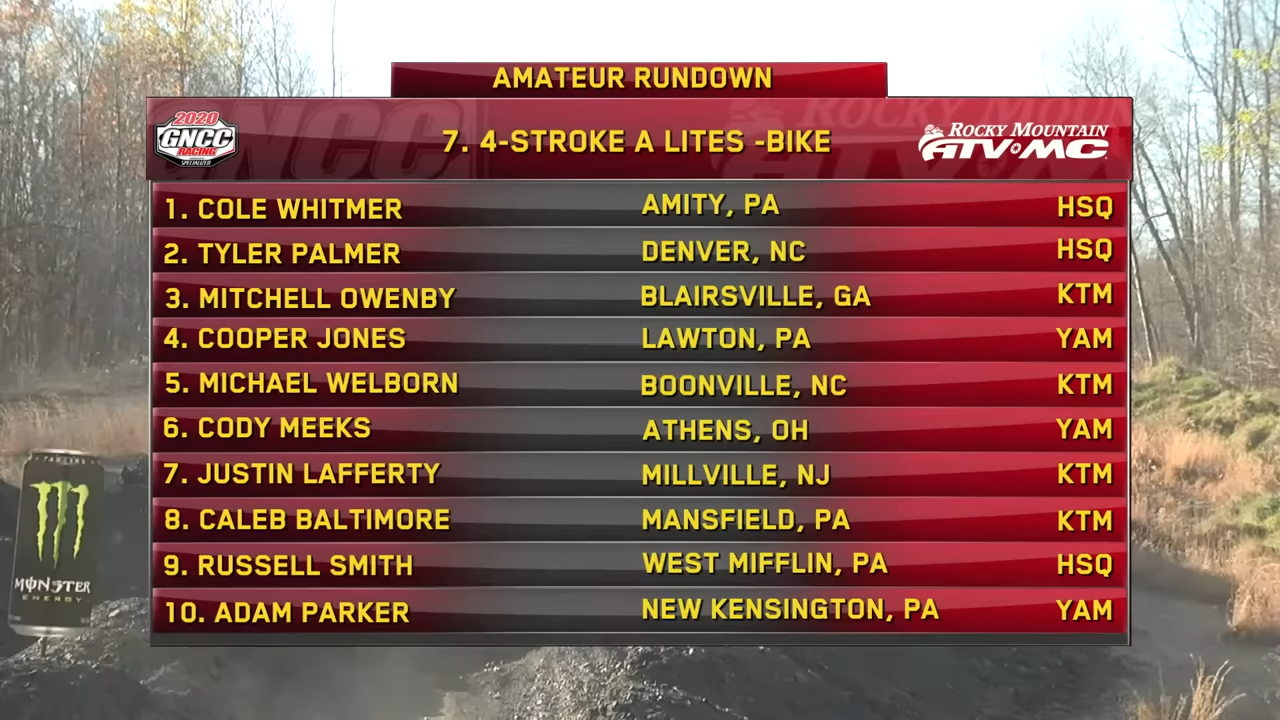 AMATEUR RUNDOWN
2020
GNCC
RACING
SPECIALIZED
7. 4-STROKE A LITES -BIKE
ROCKY MOUNTAIN
ATV MC
1. COLE WHITMER AMITY, PA HSQ
2. TYLER PALMER DENVER, NC HSQ
3. MITCHELL OWENBY BLAIRSVILLE, GA KTM
4. COOPER JONES LAWTON, PA YAM
5. MICHAEL WELBORN BOONVILLE, NC KTM
6. CODY MEEKS ATHENS, OH YAM
7. JUSTIN LAFFERTY MILLVILLE, NJ KTM
8. CALEB BALTIMORE MANSFIELD, PA KTM
9. RUSSELL SMITH WEST MIFFLIN, PA HSQ
10. ADAM PARKER NEW KENSINGTON, PA YAM
MONSTER
ENERGY